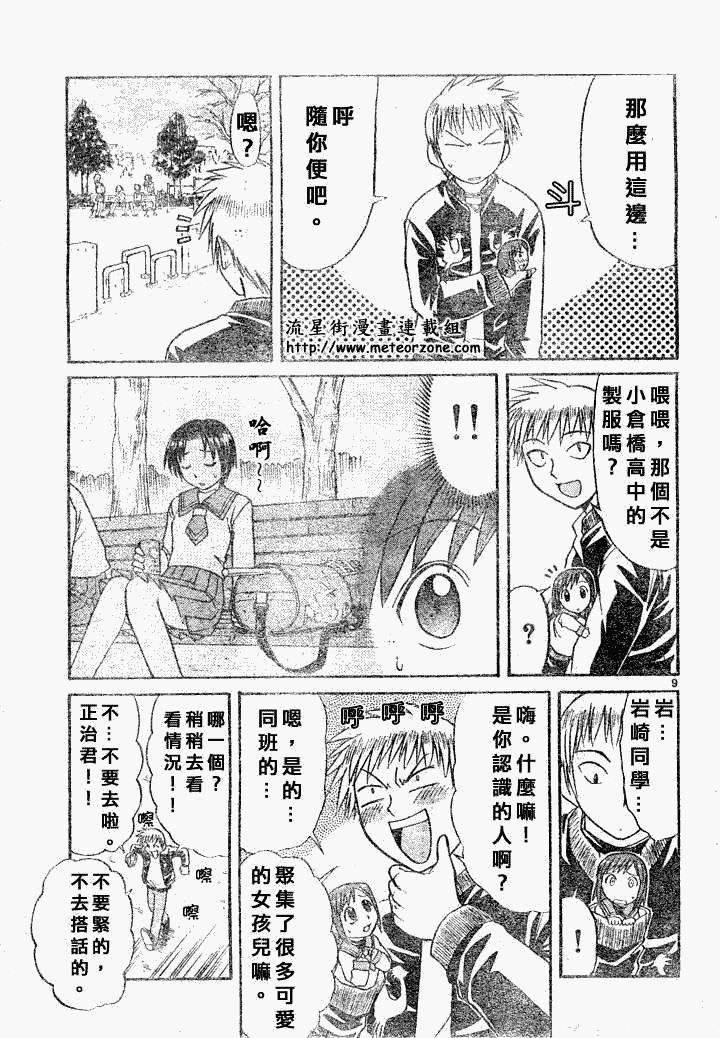 那麼用這邊…
呼
隨你便吧。
嗯?
流星街漫畫連載組
http://www.meteorzone.com
喂喂,那個不是
小倉橋高中的
製服嗎?
?
!!
哈啊~~
9
岩…
岩崎同學…
!
嗨。什麼嘛!
是你認識的人啊?
呼 呼 呼
嗯,是的…
同班的…
聚集了很多可愛
的女孩兒嘛。
哪一個?
稍稍去看
看情況!!
不…不要去啦。
正治君!!
嚓
嚓
嚓
不要緊的,
不去搭話的。